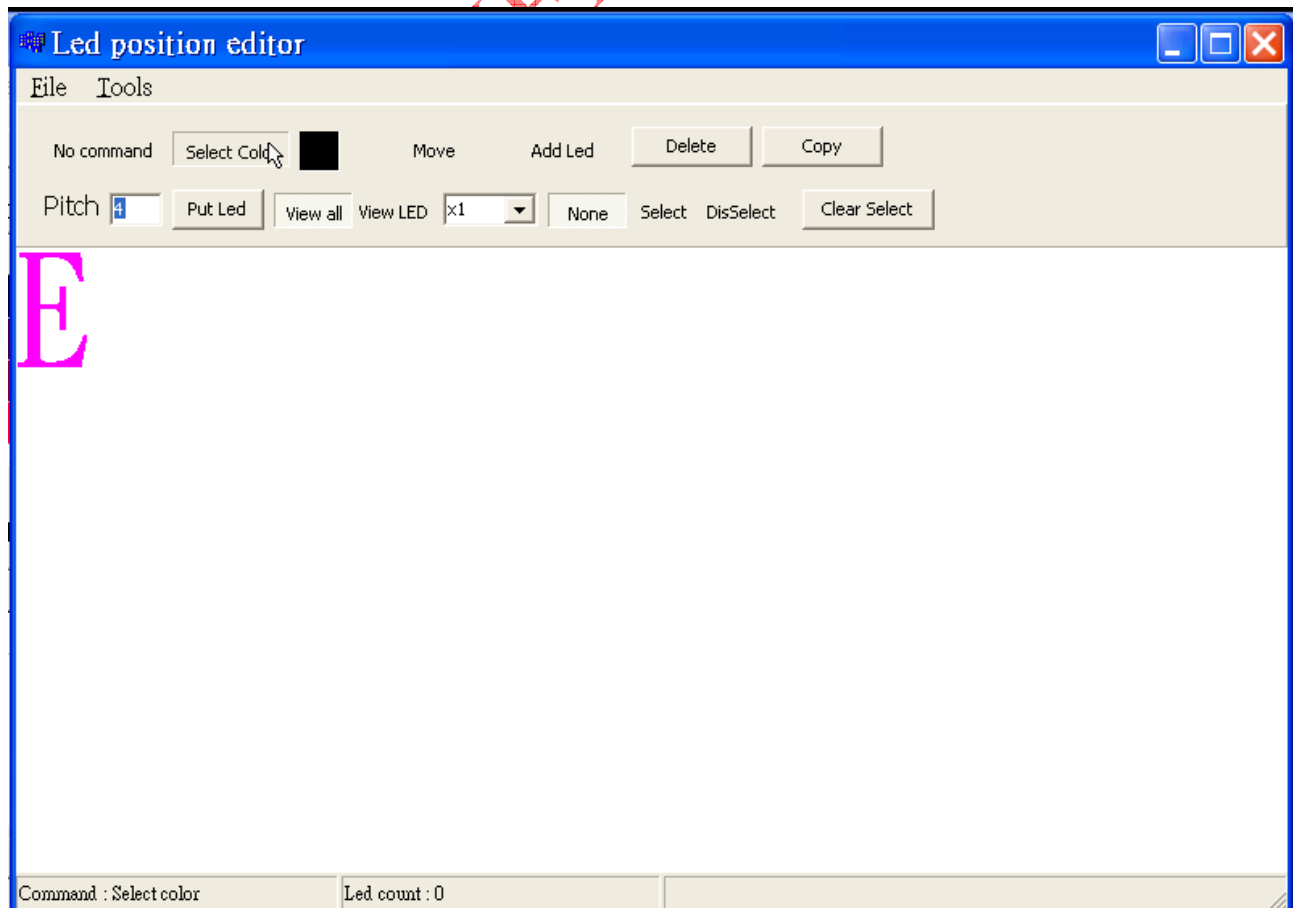 Led position editor
File Tools
No command Select Colo Move Add Led Delete Copy
Pitch 4 Put Led View all View LED x1 None Select DisSelect Clear Select
E
Command : Select color Led count : 0